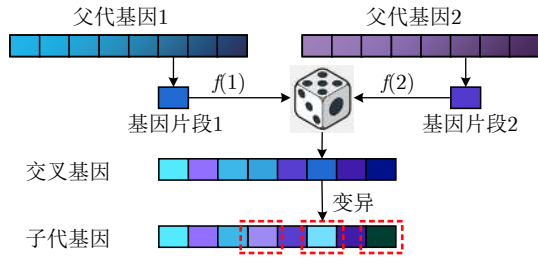 父代基因1
父代基因2
f(1)
f(2)
基因片段1
基因片段2
交叉基因
变异
子代基因